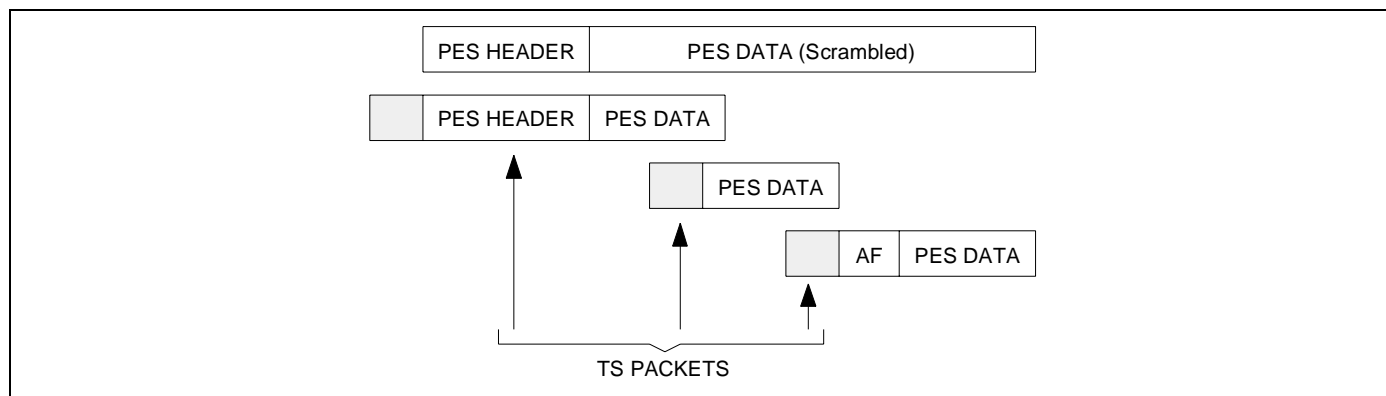 PES HEADER PES DATA (Scrambled)
PES HEADER PES DATA
PES DATA
AF PES DATA
TS PACKETS